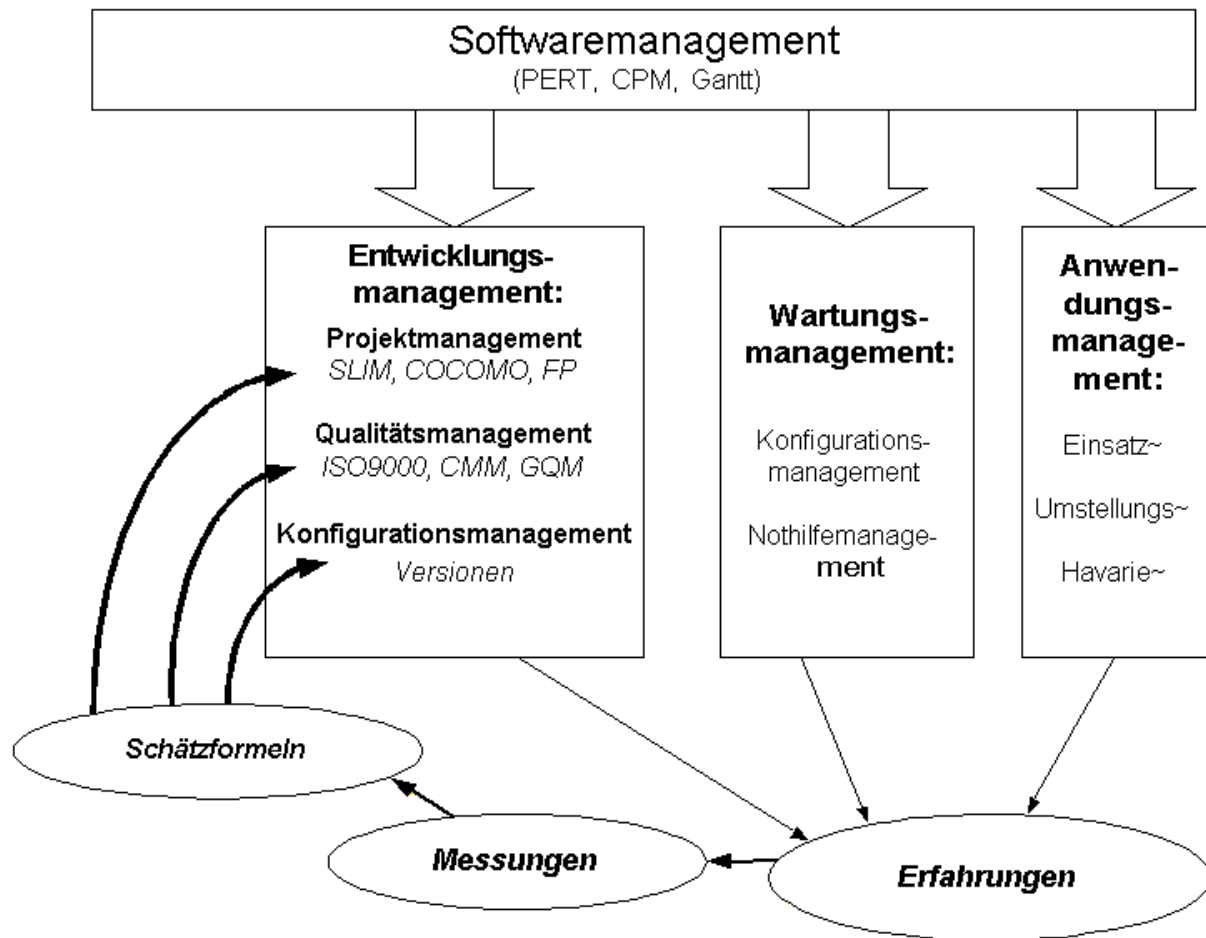 Softwaremanagement
(PERT, CPM, Gantt)
Entwicklungs-
management:
Projektmanagement
SLIM, COCOMO, FP
Qualitätsmanagement
ISO9000, CMM, GQM
Konfigurationsmanagement
Versionen
Wartungs-
management:
Konfigurations-
management
Nothilfemanage-
ment
Anwen-
dungs-
manage-
ment:
Einsatz~
Umstellungs~
Havarie~
Schätzformeln
Messungen
Erfahrungen